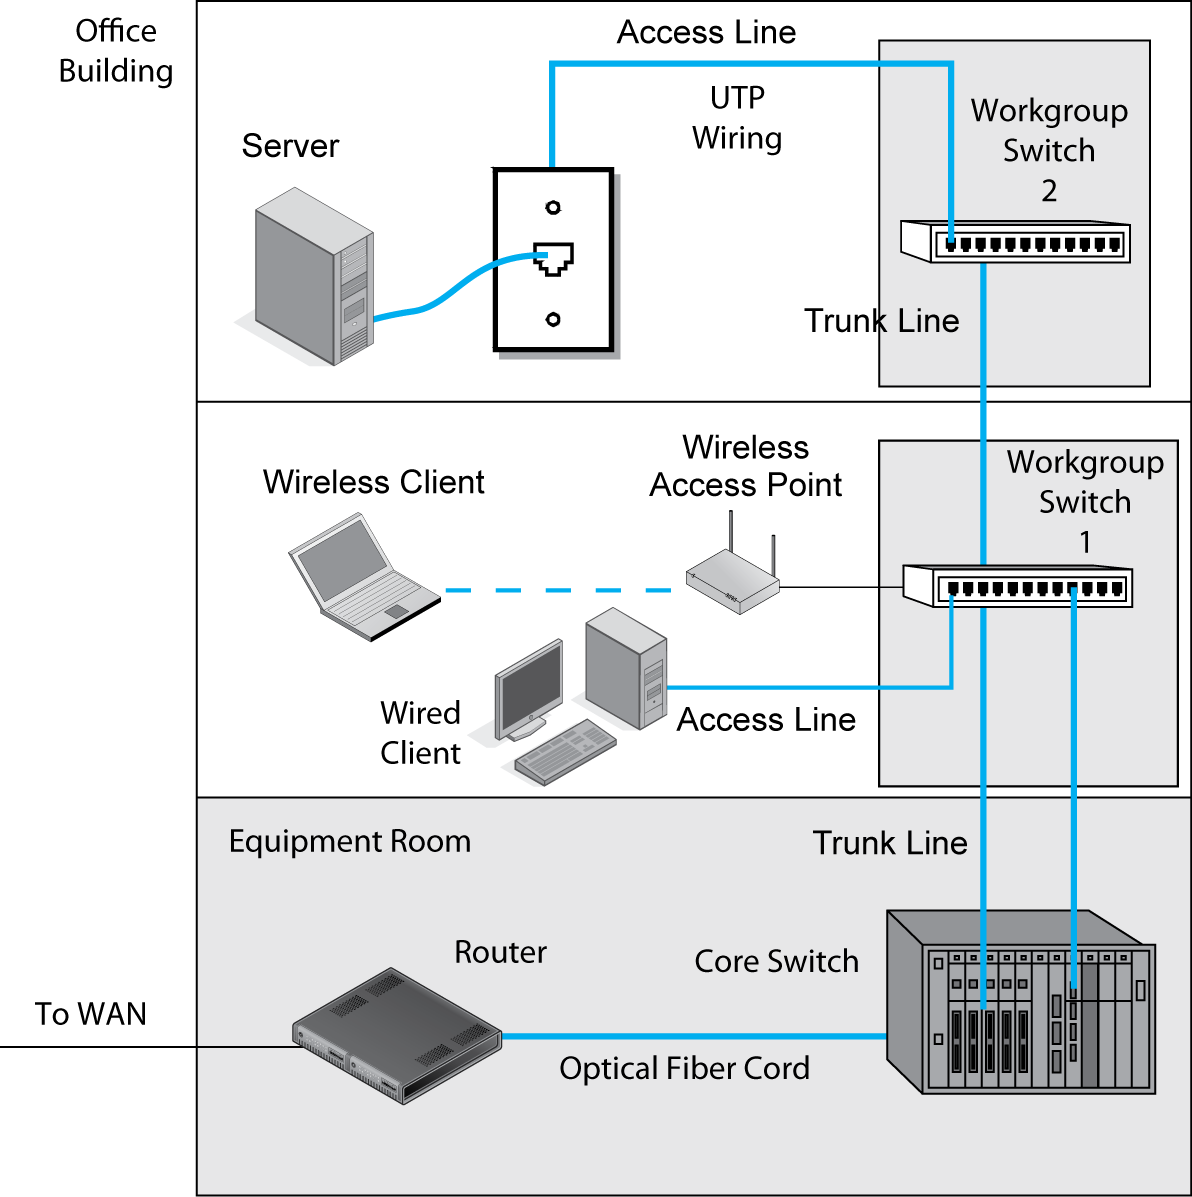 Office
Building
Access Line
UTP
Wiring
Workgroup
Switch
2
Server
Trunk Line
Wireless Client
Wireless
Access Point
Workgroup
Switch
1
Wired
Client
Access Line
Equipment Room
Trunk Line
Router
Core Switch
To WAN
Optical Fiber Cord